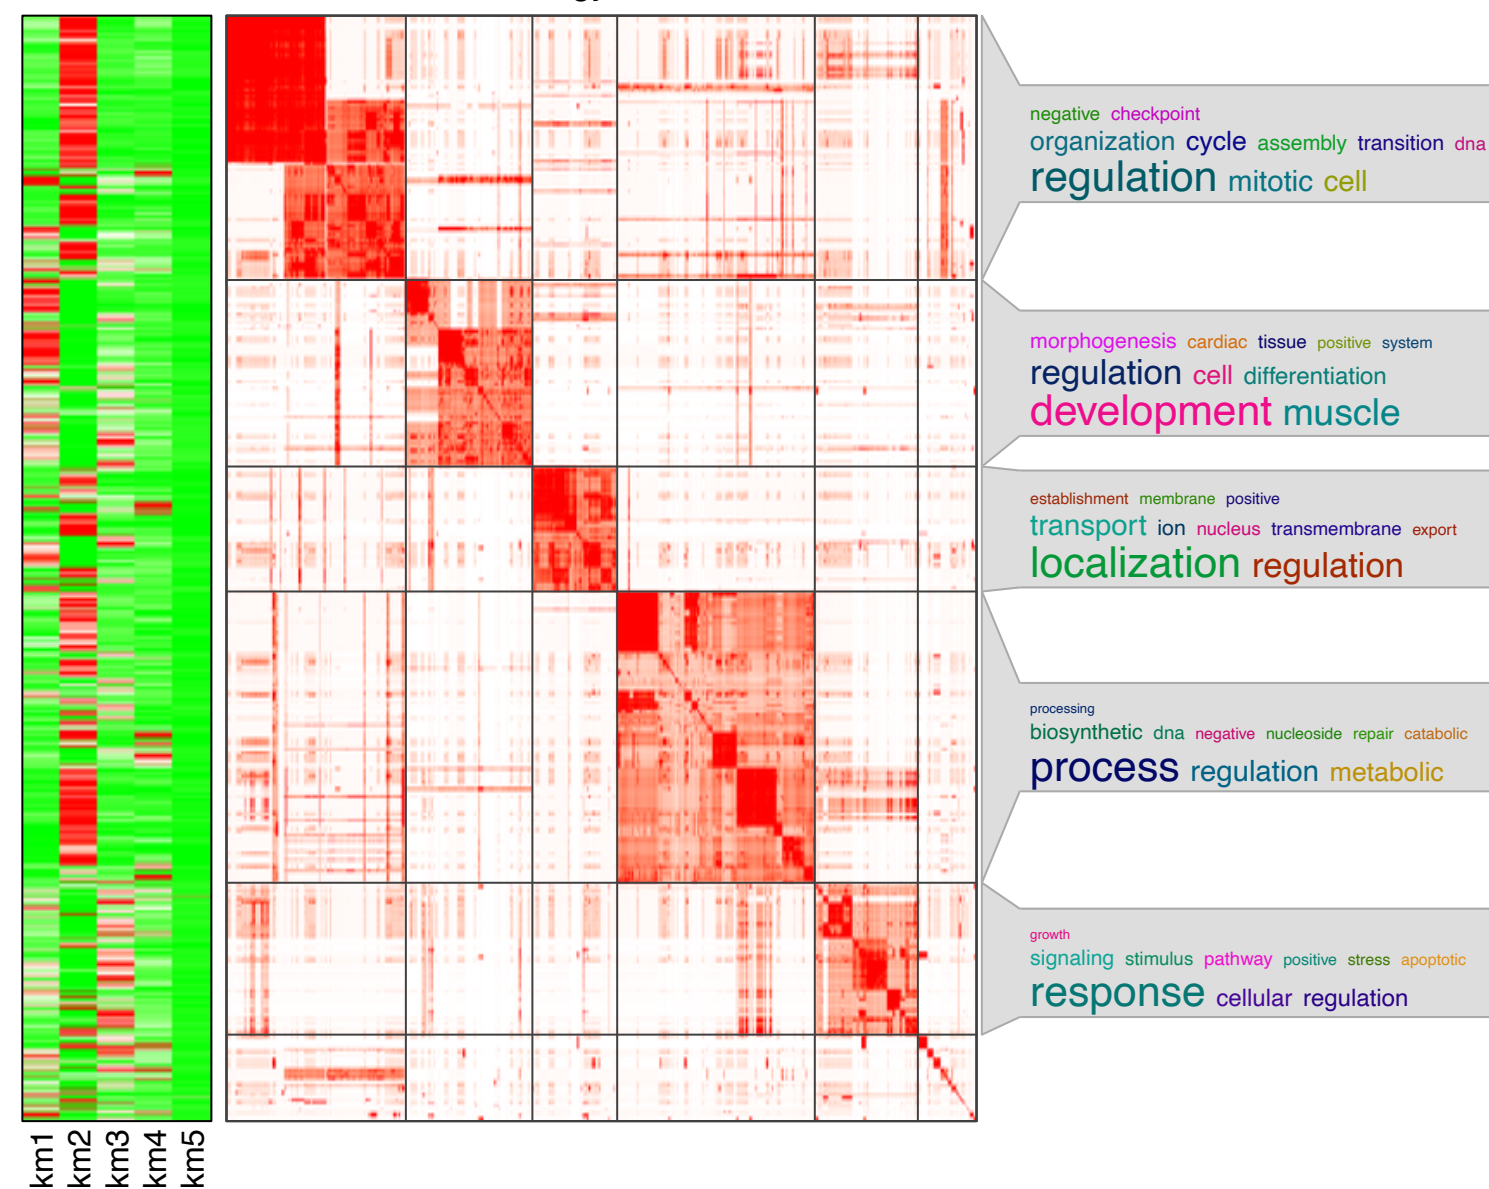 negative checkpoint
organization cycle assembly transition dna
regulation mitotic cell
morphogenesis cardiac tissue positive system
regulation cell differentiation
development muscle
establishment membrane positive
transport ion nucleus transmembrane export
localization regulation
processing
biosynthetic dna negative nucleoside repair catabolic
process regulation metabolic
growth
signaling stimulus pathway positive stress apoptotic
response cellular regulation
km1 km2 km3 km4 km5